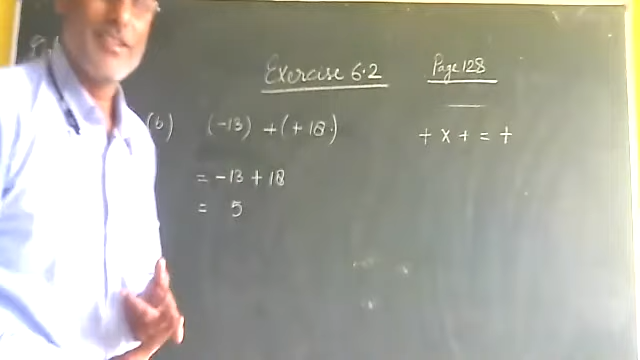 Exercise 6.2
Page 128
(b) (-13) + (+ 18.)
+ x + = +
= -13 + 18
= 5